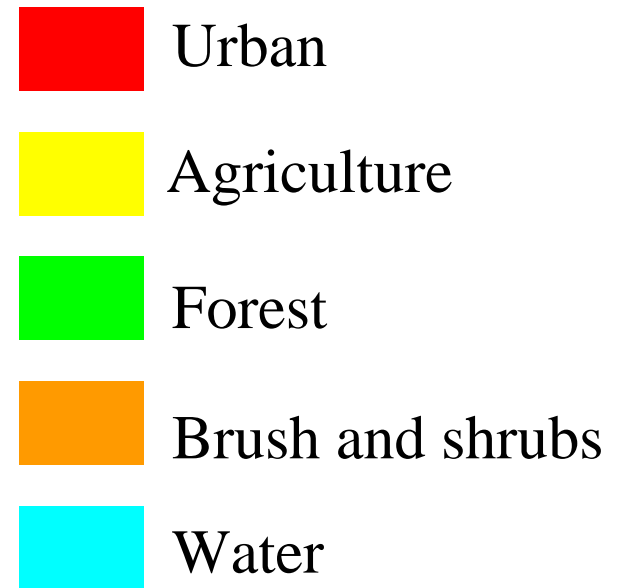 Urban
Agriculture
Forest
Brush and shrubs
Water